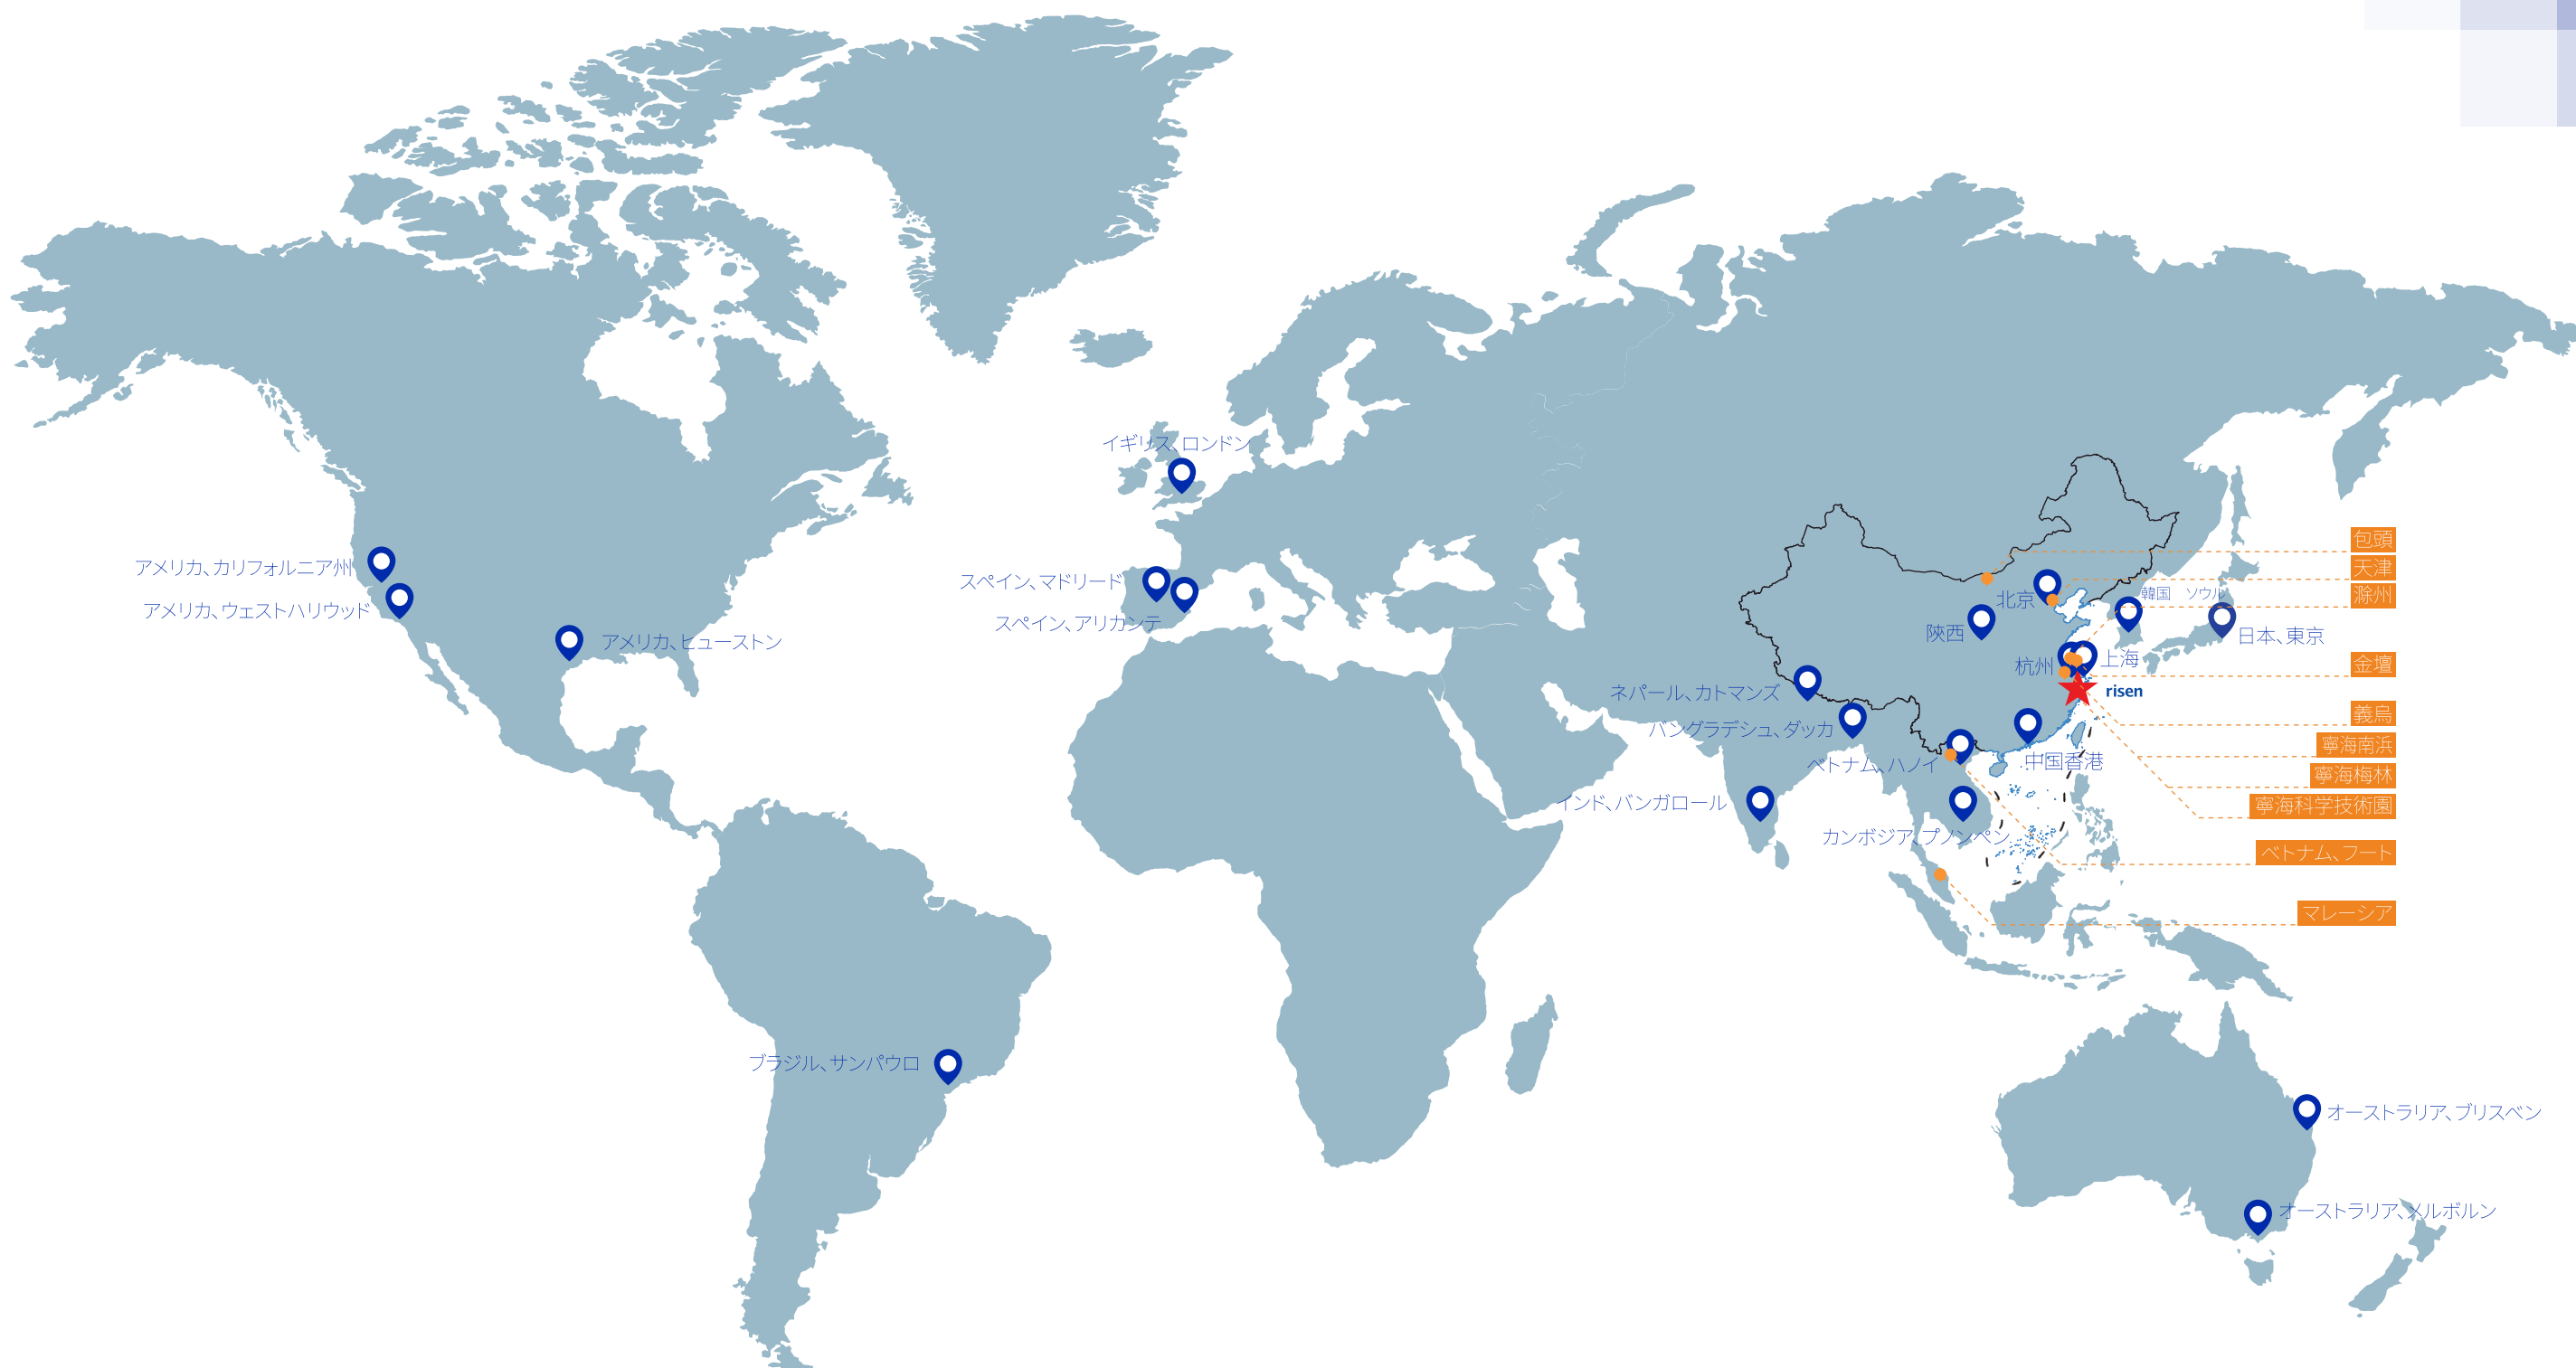 イギリス、ロンドン
アメリカ、カリフォルニア州
アメリカ、ウェストハリウッド
アメリカ、ヒューストン
スペイン、マドリード
スペイン、アリカンテ
ブラジル、サンパウロ
北京
陝西
杭州
上海
risen
韓国 ソウル
日本、東京
ネパール、カトマンズ
バングラデシュ、ダッカ
ベトナム、ハノイ
中国香港
インド、バンガロール
カンボジア、プノンペン
包頭
天津
滁州
金壇
義烏
寧海南浜
寧海梅林
寧海科学技術園
ベトナム、フート
マレーシア
オーストラリア、ブリスベン
オーストラリア、メルボルン